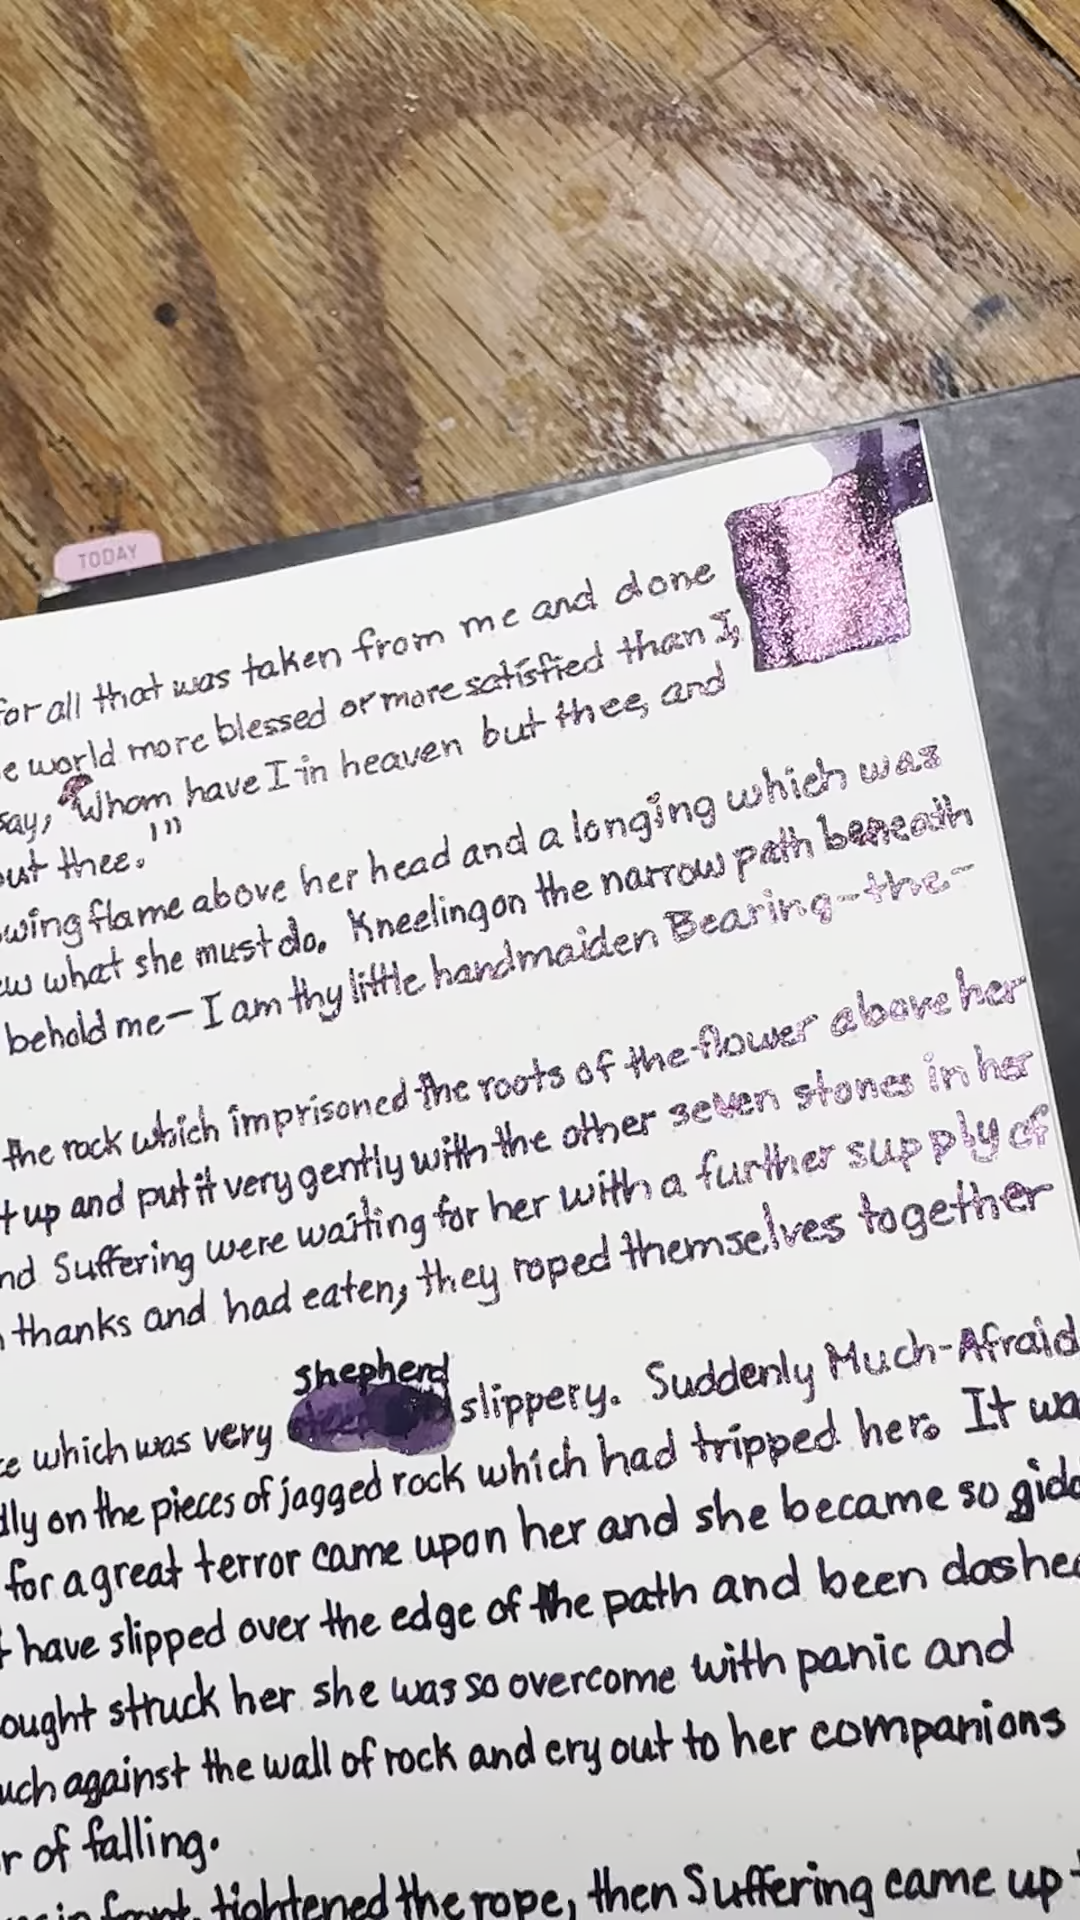 TODAY
for all that was taken from me and done
e world more blessed or more satisfied than I,
say, "Whom have I in heaven but thee, and
out thee.'"
wing flame above her head and a longing which was
ew what she must do. Kneeling on the narrow path beneath
behold me—I am thy little handmaiden Bearing-the-
the rock which imprisoned the roots of the flower above her
t up and put it very gently with the other seven stones in her
nd Suffering were waiting for her with a further supply of
thanks and had eaten, they roped themselves together
shepherd
ce which was very slippery. Suddenly Much-Afraid
dly on the pieces of jagged rock which had tripped her. It wa
for a great terror came upon her and she became so gidd
t have slipped over the edge of the path and been dashed
ought struck her she was so overcome with panic and
uch against the wall of rock and cry out to her companions
r of falling.
in front, tightened the rope, then Suffering came up t